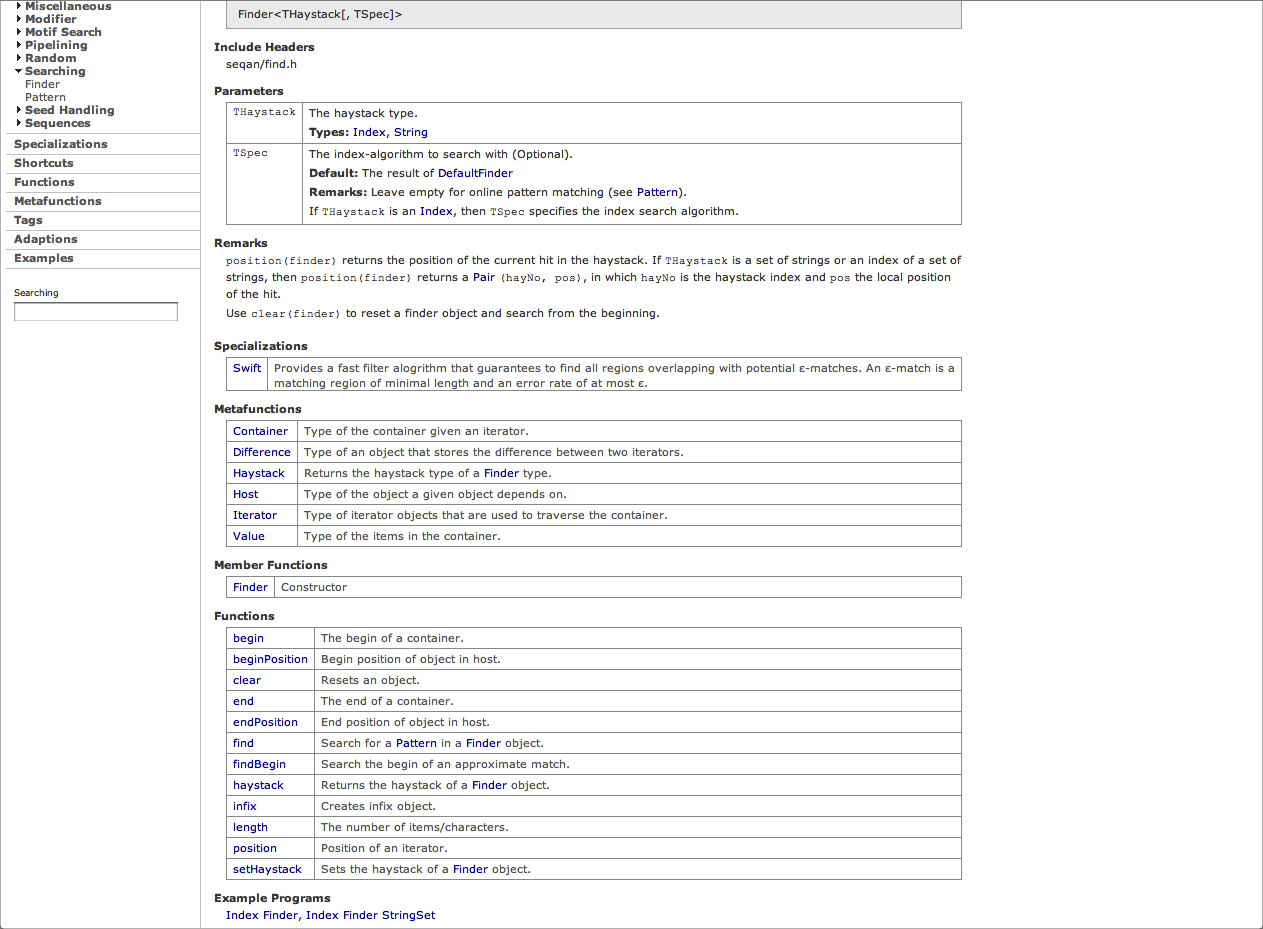 Miscellaneous
Modifier
Motif Search
Pipelining
Random
Searching
Finder
Pattern
Seed Handling
Sequences
Specializations
Shortcuts
Functions
Metafunctions
Tags
Adaptions
Examples
Searching
Finder<THaystack[, TSpec]>
Include Headers
seqan/find.h
Parameters
THaystack The haystack type.
Types: Index, String
TSpec The index-algorithm to search with (Optional).
Default: The result of DefaultFinder
Remarks: Leave empty for online pattern matching (see Pattern).
If THaystack is an Index, then TSpec specifies the index search algorithm.
Remarks
position(finder) returns the position of the current hit in the haystack. If THaystack is a set of strings or an index of a set of
strings, then position(finder) returns a Pair (hayNo, pos), in which hayNo is the haystack index and pos the local position
of the hit.
Use clear(finder) to reset a finder object and search from the beginning.
Specializations
Swift Provides a fast filter alogrithm that guarantees to find all regions overlapping with potential ε-matches. An ε-match is a
matching region of minimal length and an error rate of at most ε.
Metafunctions
Container Type of the container given an iterator.
Difference Type of an object that stores the difference between two iterators.
Haystack Returns the haystack type of a Finder type.
Host Type of the object a given object depends on.
Iterator Type of iterator objects that are used to traverse the container.
Value Type of the items in the container.
Member Functions
Finder Constructor
Functions
begin The begin of a container.
beginPosition Begin position of object in host.
clear Resets an object.
end The end of a container.
endPosition End position of object in host.
find Search for a Pattern in a Finder object.
findBegin Search the begin of an approximate match.
haystack Returns the haystack of a Finder object.
infix Creates infix object.
length The number of items/characters.
position Position of an iterator.
setHaystack Sets the haystack of a Finder object.
Example Programs
Index Finder, Index Finder StringSet